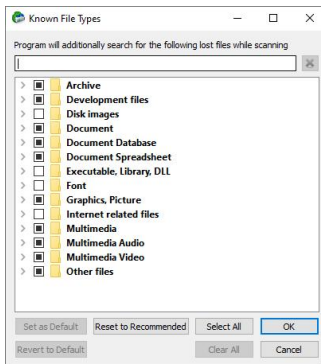 Known File Types
Program will additionally search for the following lost files while scanning
Archive
Development files
Disk images
Document
Document Database
Document Spreadsheet
Executable, Library, DLL
Font
Graphics, Picture
Internet related files
Multimedia
Multimedia Audio
Multimedia Video
Other files
Set as Default Reset to Recommended Select All OK
Revert to Default Clear All Cancel